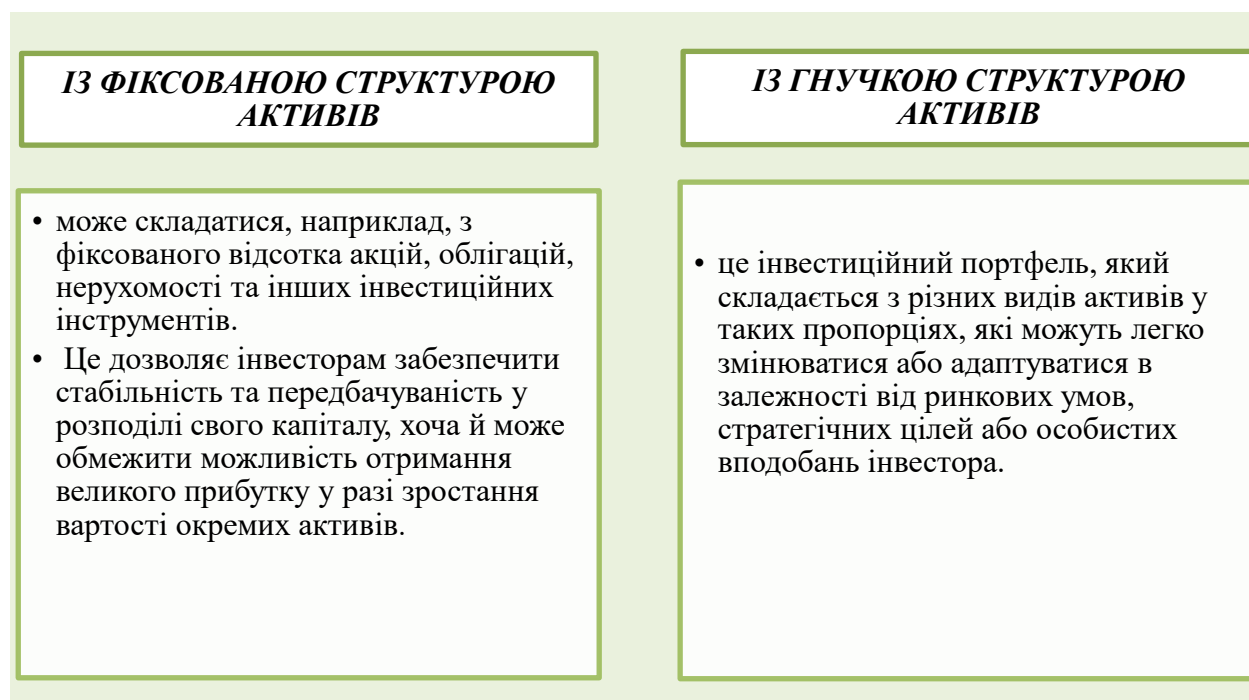 ІЗ ФІКСОВАНОЮ СТРУКТУРОЮ
АКТИВІВ
• може складатися, наприклад, з
фіксованого відсотка акцій, облігацій,
нерухомості та інших інвестиційних
інструментів.
• Це дозволяє інвесторам забезпечити
стабільність та передбачуваність у
розподілі свого капіталу, хоча й може
обмежити можливість отримання
великого прибутку у разі зростання
вартості окремих активів.
ІЗ ГНУЧКОЮ СТРУКТУРОЮ
АКТИВІВ
• це інвестиційний портфель, який
складається з різних видів активів у
таких пропорціях, які можуть легко
змінюватися або адаптуватися в
залежності від ринкових умов,
стратегічних цілей або особистих
вподобань інвестора.